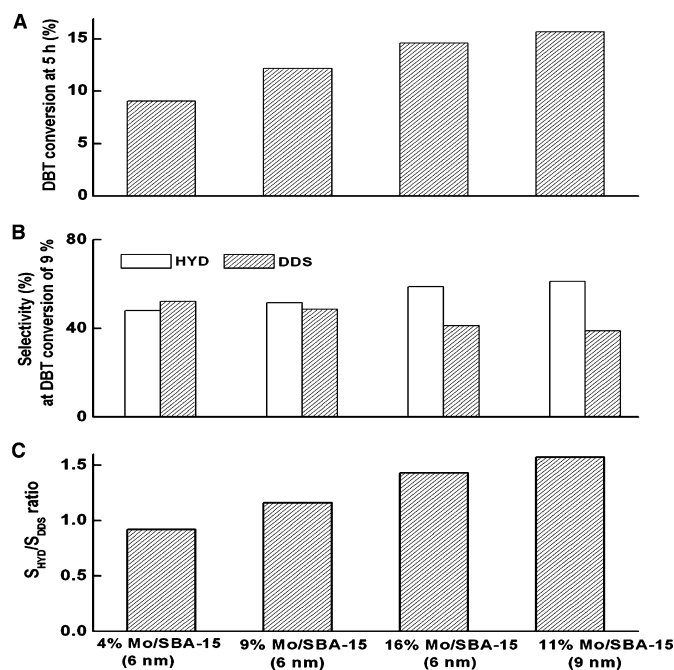 A
DBT conversion at 5 h (%)
15
10
5
0
B
Selectivity (%)
at DBT conversion of 9 %
80
40
0
HYD DDS
C
S_HYD/S_DDS ratio
1.5
1.0
0.5
0.0
4% Mo/SBA-15 9% Mo/SBA-15 16% Mo/SBA-15 11% Mo/SBA-15
(6 nm) (6 nm) (6 nm) (9 nm)